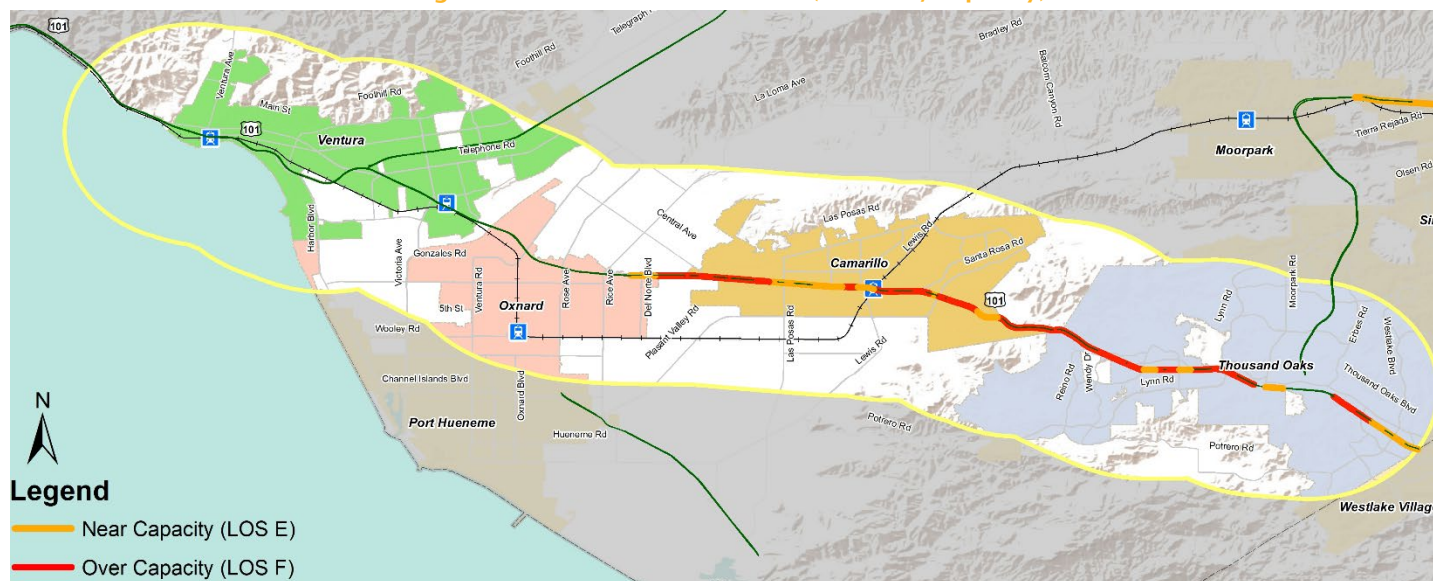 101
Telegraph
Foothill Rd
Bradley Rd
Balcom Canyon Rd
La Loma Ave
Ventura Ave
Main St
Foothill Rd
101
Ventura
Telephone Rd
Moorpark
Tierra Rejada Rd
Olsen Rd
Harbor Blvd
Victoria Ave
Gonzales Rd
Central Ave
Las Posas Rd
Lewis Rd
Santa Rosa Rd
Camarillo
101
Moorpark Rd
Ventura Rd
Rose Ave
Rice Ave
Del Norte Blvd
Oxnard
5th St
Wooley Rd
Pleasant Valley Rd
Las Posas Rd
Lewis Rd
Lynn Rd
Erbes Rd
Westlake Blvd
Reino Rd
Wendy Dr
Lynn Rd
Thousand Oaks
Thousand Oaks Blvd
Channel Islands Blvd
Oxnard Blvd
Port Hueneme
Hueneme Rd
Potrero Rd
Potrero Rd
Westlake Village
N
Legend
Near Capacity (LOS E)
Over Capacity (LOS F)